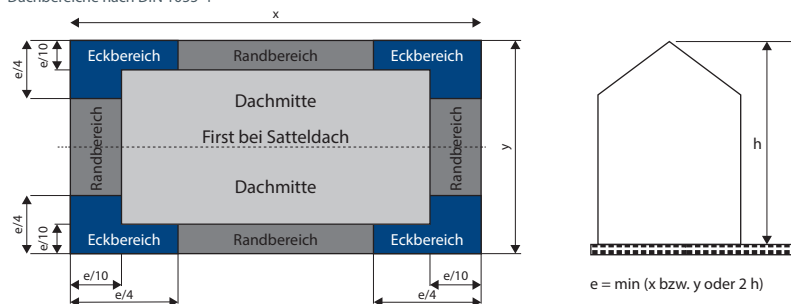 Dachbereiche nach DIN 1055-4
x
e/4
e/10
Eckbereich
Randbereich
Eckbereich
Dachmitte
Randbereich
First bei Satteldach
Randbereich
y
Dachmitte
e/4
e/10
Eckbereich
Randbereich
Eckbereich
e/10
e/10
e/4
e/4
h
e = min (x bzw. y oder 2 h)